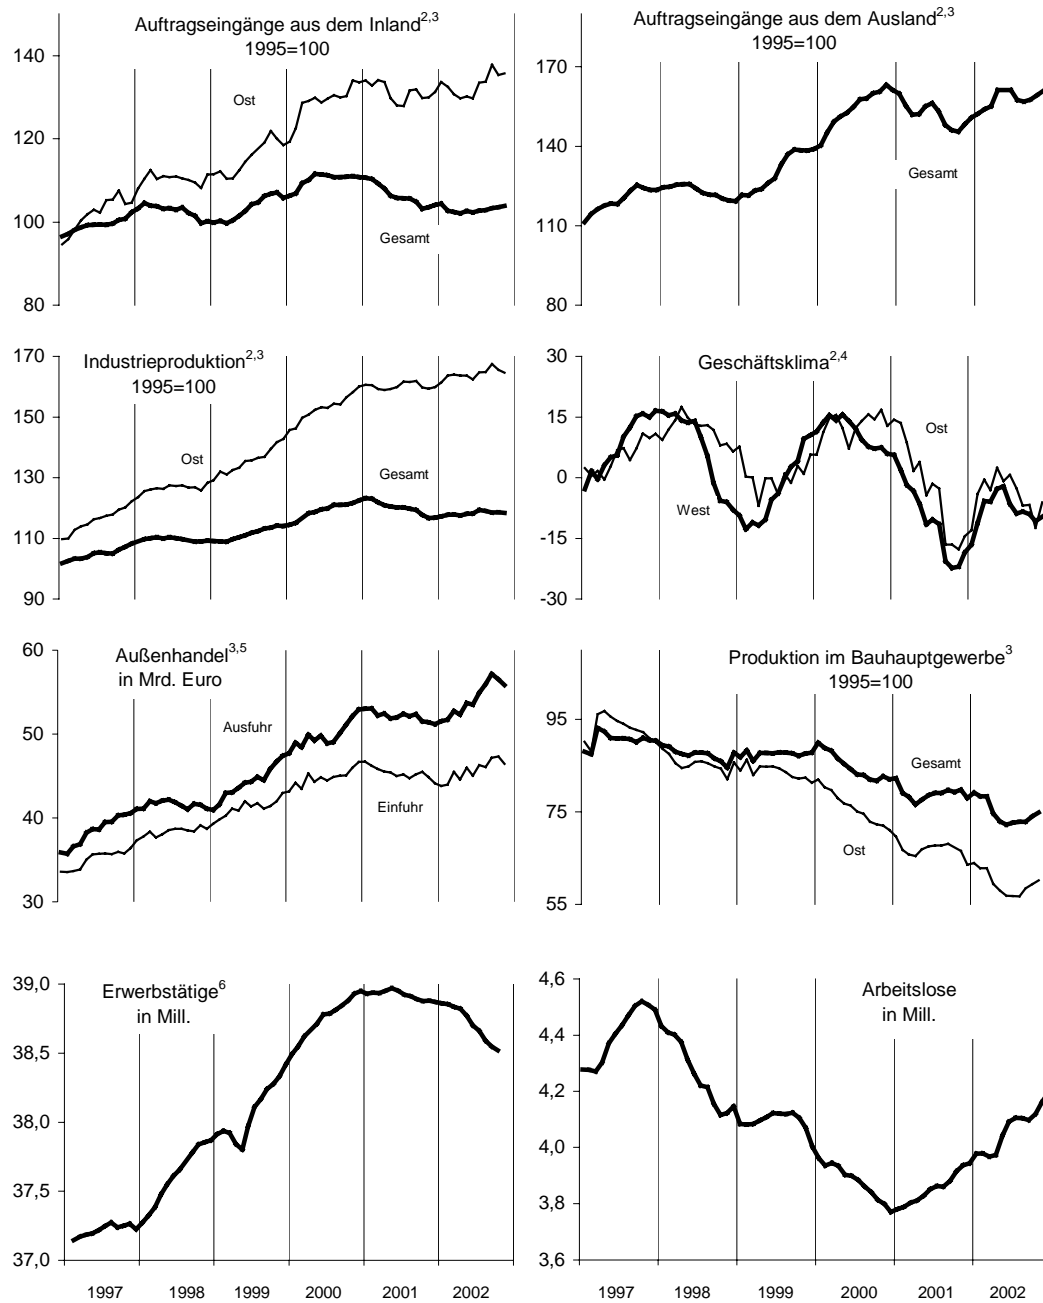 Auftragseingänge aus dem Inland2,3
1995=100
140
120
100
80
Ost
Gesamt
Auftragseingänge aus dem Ausland2,3
1995=100
170
140
110
80
Gesamt
Industrieproduktion2,3
1995=100
170
150
130
110
90
Ost
Gesamt
Geschäftsklima2,4
30
15
0
-15
-30
Ost
West
Außenhandel3,5
in Mrd. Euro
60
50
40
30
Ausfuhr
Einfuhr
Produktion im Bauhauptgewerbe3
1995=100
95
75
55
Gesamt
Ost
Erwerbstätige6
in Mill.
39,0
38,5
38,0
37,5
37,0
1997 1998 1999 2000 2001 2002
Arbeitslose
in Mill.
4,6
4,4
4,2
4,0
3,8
3,6
1997 1998 1999 2000 2001 2002